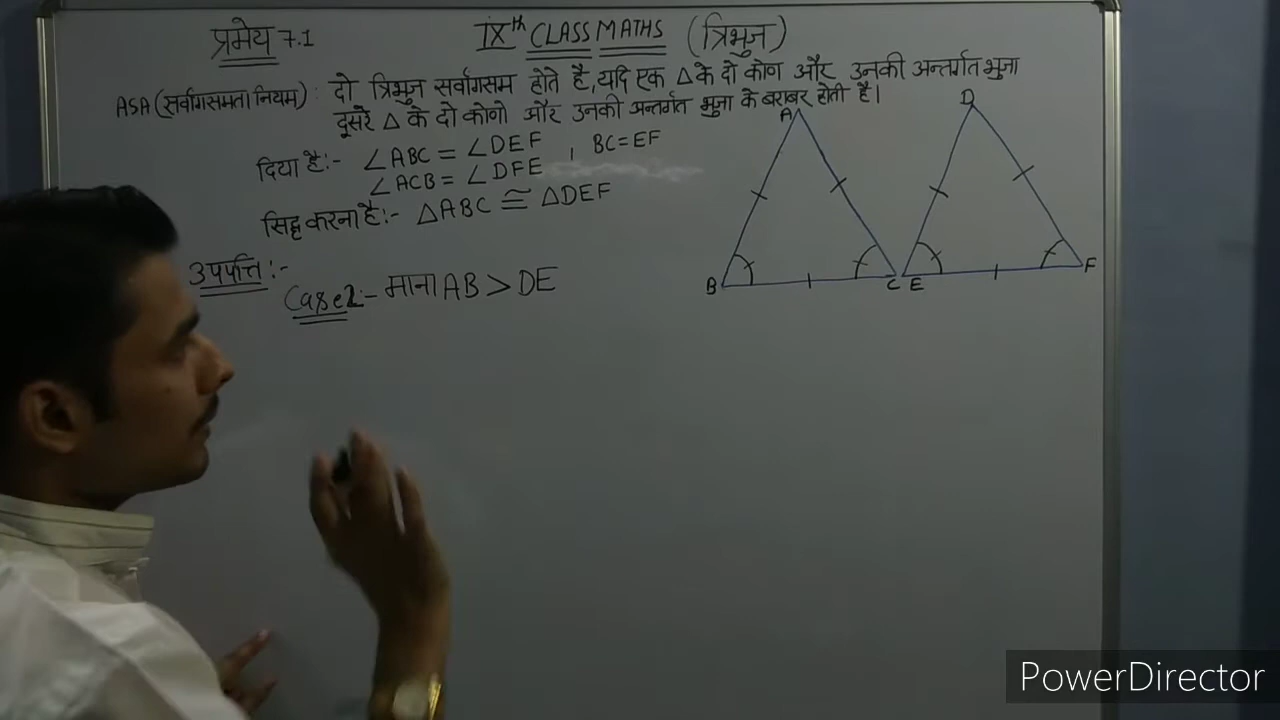 प्रमेय 7.1
IXth CLASS MATHS (त्रिभुज)
ASA (सर्वांगसमता नियम) : दो त्रिभुज सर्वांगसम होते है, यदि एक Δ के दो कोण और उनकी अन्तर्गत भुजा
दूसरे Δ के दो कोणो और उनकी अन्तर्गत भुजा के बराबर होती है।
दिया है:- ∠ABC = ∠DEF , BC=EF
∠ACB = ∠DFE
सिद्ध करना है:- ΔABC ≅ ΔDEF
उपपत्ति :-
Case2:- माना AB > DE
A
D
B
C
E
F
PowerDirector